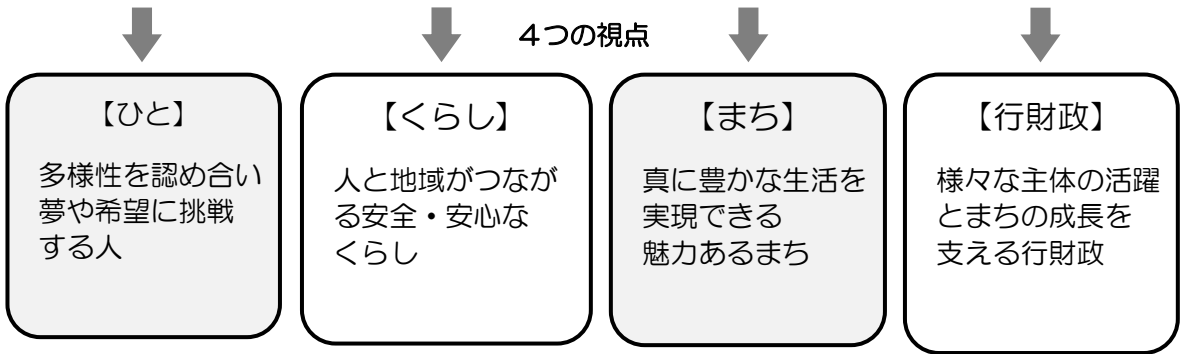 ４つの視点
【ひと】
多様性を認め合い
夢や希望に挑戦
する人
【くらし】
人と地域がつなが
る安全・安心な
くらし
【まち】
真に豊かな生活を
実現できる
魅力あるまち
【行財政】
様々な主体の活躍
とまちの成長を
支える行財政